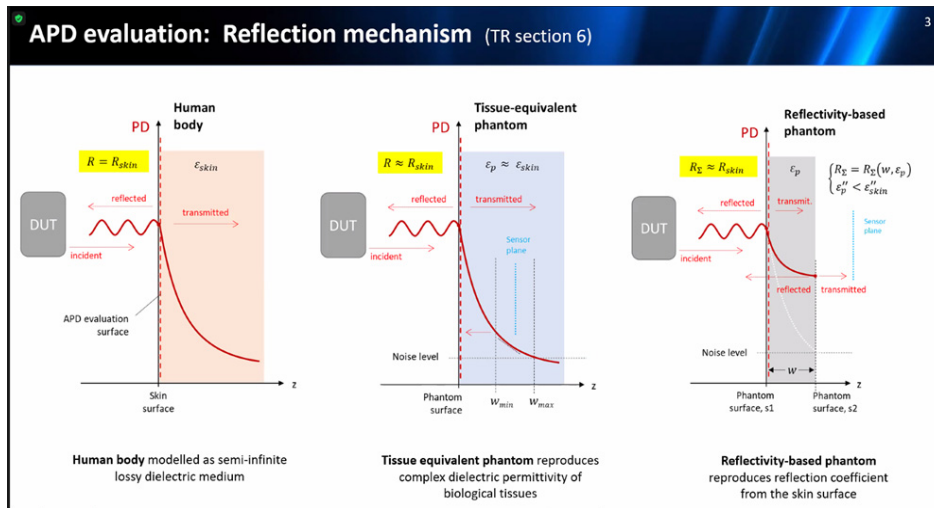 APD evaluation: Reflection mechanism (TR section 6)
3
Human
body
PD
R = R_skin
ε_skin
reflected
transmitted
DUT
incident
APD evaluation
surface
z
Skin
surface
Human body modelled as semi-infinite
lossy dielectric medium
Tissue-equivalent
phantom
PD
R ≈ R_skin
ε_p ≈ ε_skin
reflected
transmitted
DUT
Sensor
plane
incident
Noise level
z
Phantom
surface
w_min
w_max
Tissue equivalent phantom reproduces
complex dielectric permittivity of
biological tissues
Reflectivity-based
phantom
PD
R_Σ ≈ R_skin
ε_p
{R_Σ = R_Σ(w, ε_p)
ε_p'' < ε''_skin
reflected
transmit.
DUT
Sensor
plane
incident
reflected
transmitted
Noise level
w
z
Phantom
surface, s1
Phantom
surface, s2
Reflectivity-based phantom
reproduces reflection coefficient
from the skin surface